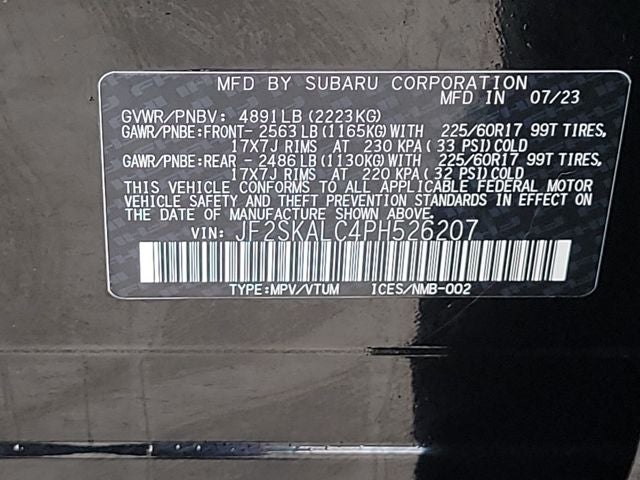 MFD BY SUBARU CORPORATION
MFD IN 07/23
GVWR/PNBV: 4891LB(2223KG)
GAWR/PNBE:FRONT- 2563LB(1165KG)WITH 225/60R17 99T TIRES,
17X7J RIMS AT 230 KPA(33 PSI)COLD
GAWR/PNBE:REAR - 2486LB(1130KG)WITH 225/60R17 99T TIRES,
17X7J RIMS AT 220 KPA(32 PSI)COLD
THIS VEHICLE CONFORMS TO ALL APPLICABLE FEDERAL MOTOR
VEHICLE SAFETY AND THEFT PREVENTION STANDARDS IN EFFECT ON
THE DATE OF MANUFACTURE SHOWN ABOVE.
VIN: JF2SKALC4PH526207
TYPE:MPV/VTUM ICES/NMB-002